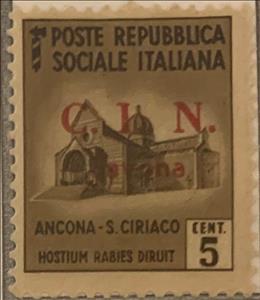 POSTE REPUBBLICA
SOCIALE ITALIANA
C. L. N.
ANCONA - S. CIRIACO
CENT.
5
HOSTIUM RABIES DIRUIT